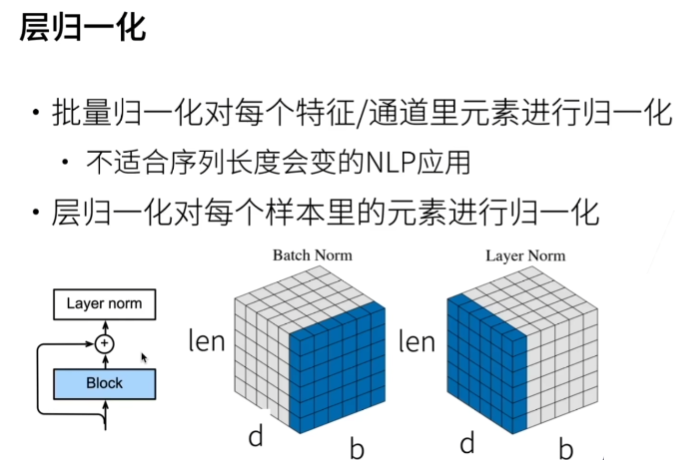 层归一化
• 批量归一化对每个特征/通道里元素进行归一化
• 不适合序列长度会变的NLP应用
• 层归一化对每个样本里的元素进行归一化
Batch Norm
Layer Norm
Layer norm
+
Block
len
d
b
len
d
b